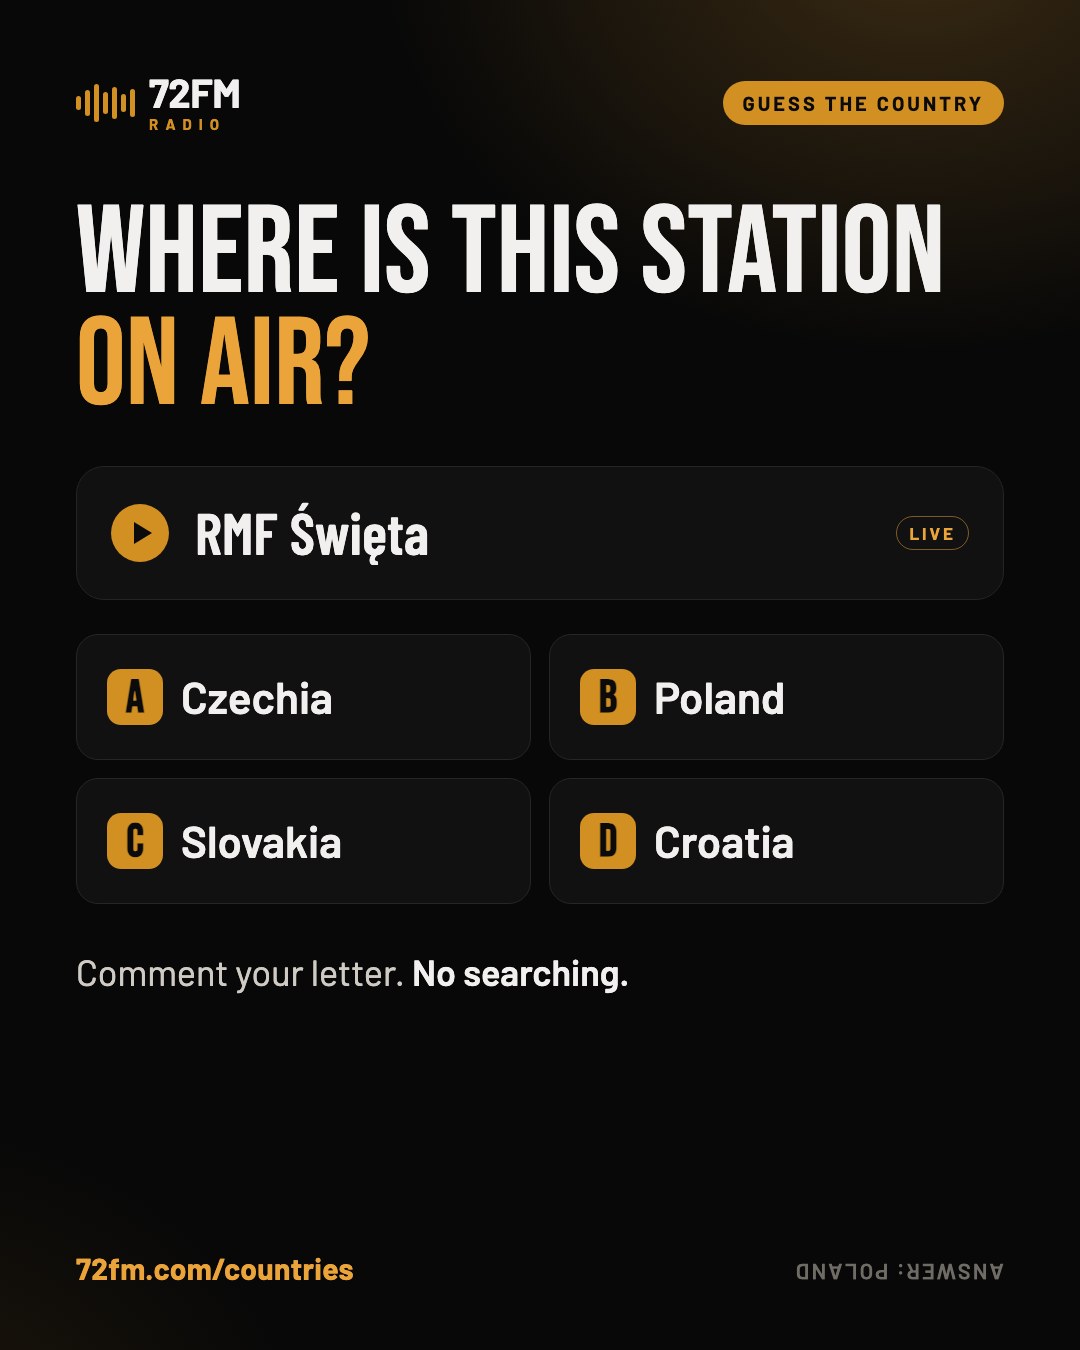 72FM
RADIO
GUESS THE COUNTRY
WHERE IS THIS STATION
ON AIR?
RMF Święta
LIVE
A Czechia
B Poland
C Slovakia
D Croatia
Comment your letter. No searching.
72fm.com/countries
ANSWER: POLAND